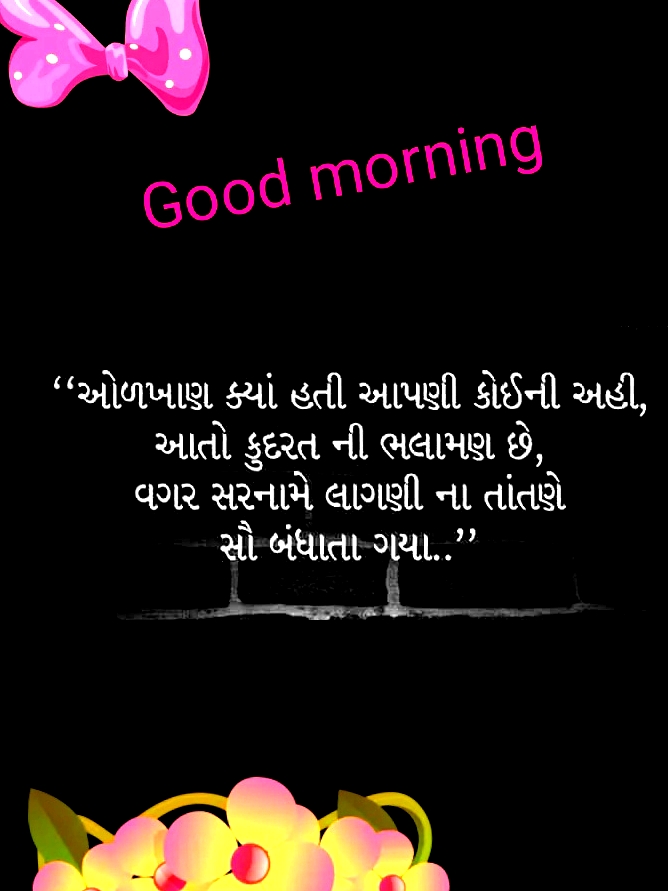 Good morning
‘‘ઓળખાણ ક્યાં હતી આપણી કોઈની અહી,
આતો કુદરત ની ભલામણ છે,
વગર સરનામે લાગણી ના તાંતણે
સૌ બંધાતા ગયા..’’